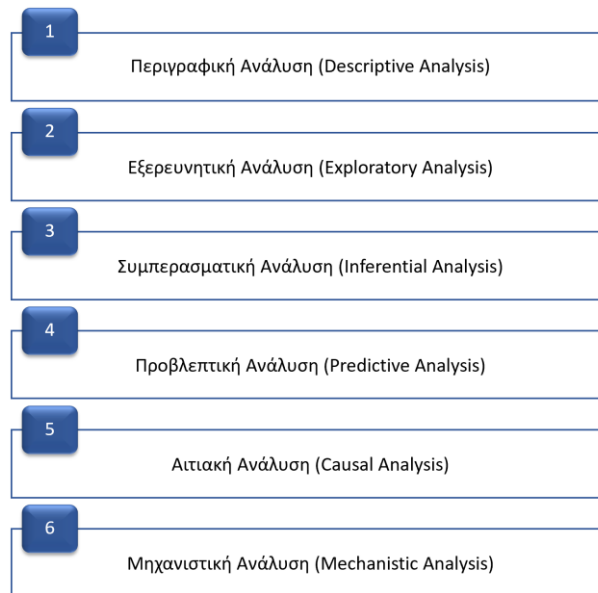 1
Περιγραφική Ανάλυση (Descriptive Analysis)
2
Εξερευνητική Ανάλυση (Exploratory Analysis)
3
Συμπερασματική Ανάλυση (Inferential Analysis)
4
Προβλεπτική Ανάλυση (Predictive Analysis)
5
Αιτιακή Ανάλυση (Causal Analysis)
6
Μηχανιστική Ανάλυση (Mechanistic Analysis)